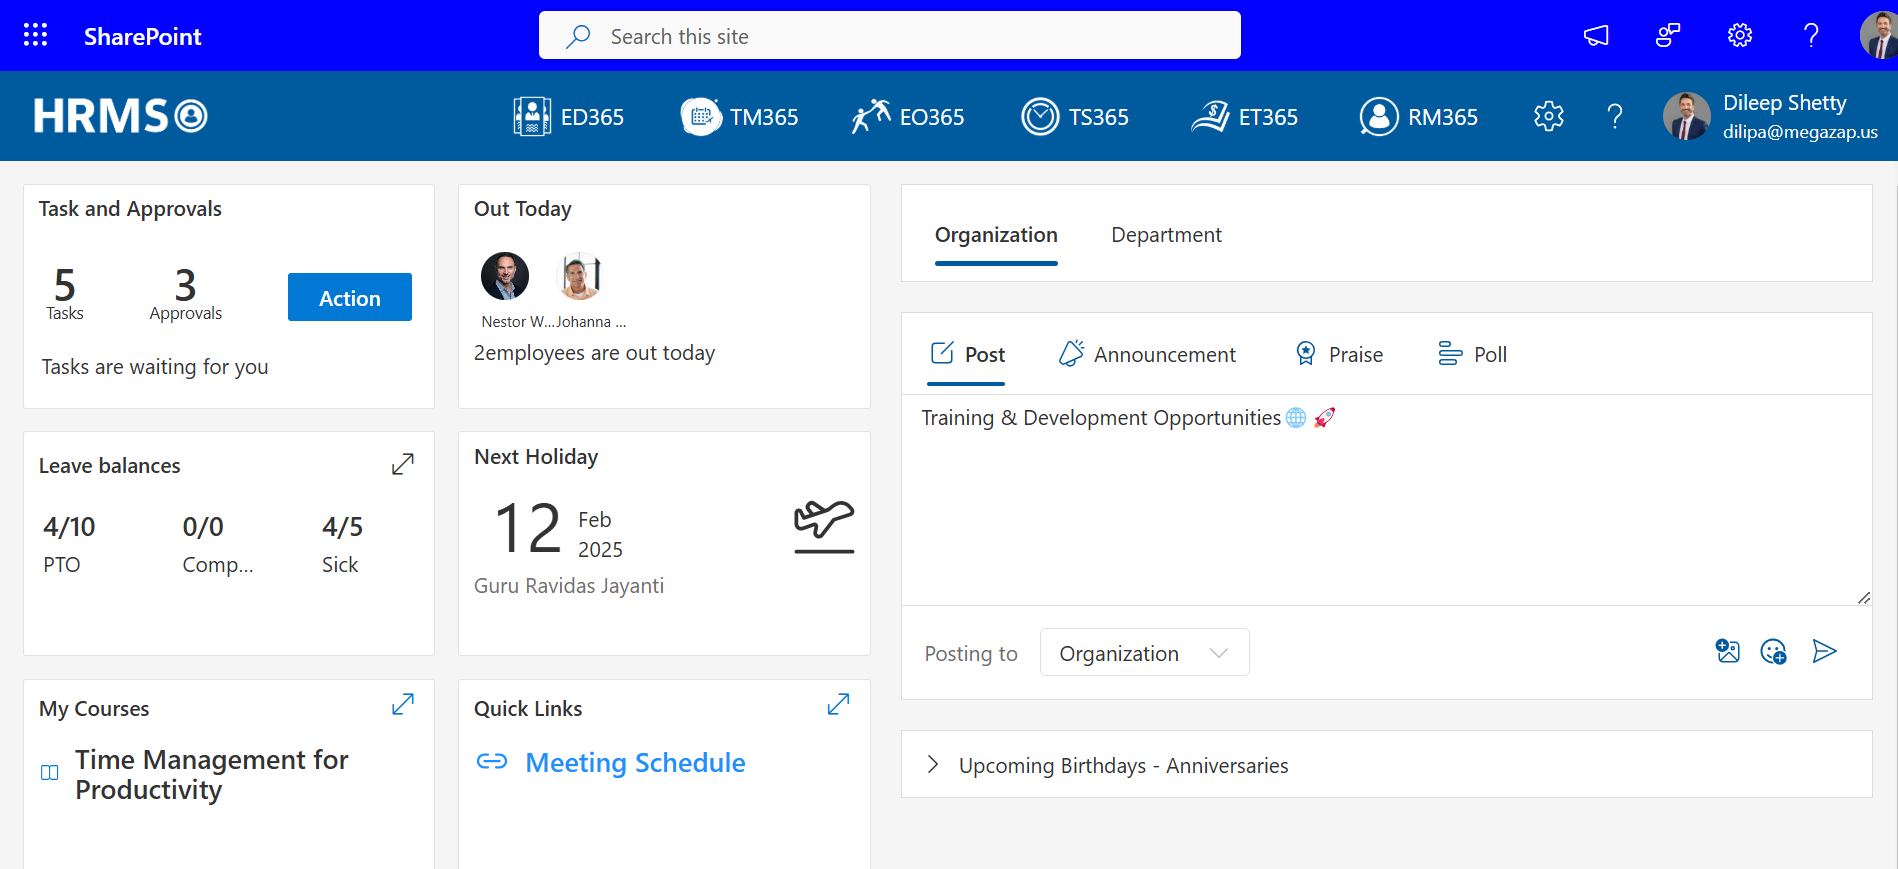 SharePoint
Search this site
HRMS
ED365
TM365
EO365
TS365
ET365
RM365
Dileep Shetty
dilipa@megazap.us
Task and Approvals
5
Tasks
3
Approvals
Action
Tasks are waiting for you
Out Today
Nestor W...
Johanna ...
2employees are out today
Leave balances
4/10
PTO
0/0
Comp...
4/5
Sick
Next Holiday
12
Feb
2025
Guru Ravidas Jayanti
My Courses
Time Management for
Productivity
Quick Links
Meeting Schedule
Organization
Department
Post
Announcement
Praise
Poll
Training & Development Opportunities🌐 🚀
Posting to
Organization
Upcoming Birthdays - Anniversaries